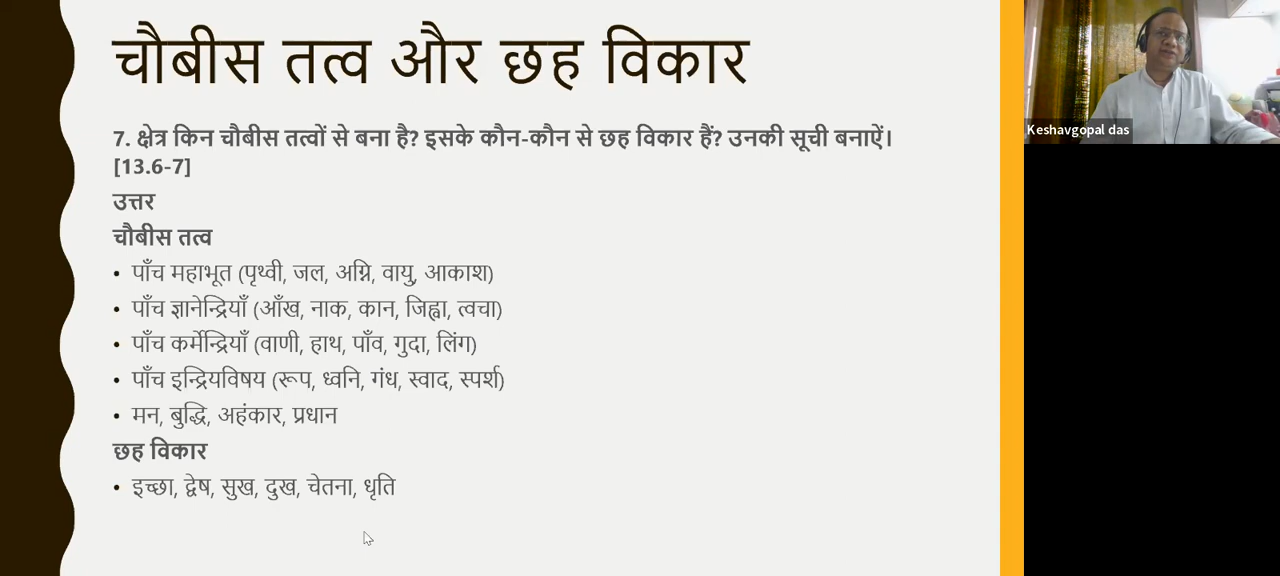 चौबीस तत्व और छह विकार
7. क्षेत्र किन चौबीस तत्वों से बना है? इसके कौन-कौन से छह विकार हैं? उनकी सूची बनाऐं।
[13.6-7]
उत्तर
चौबीस तत्व
• पाँच महाभूत (पृथ्वी, जल, अग्नि, वायु, आकाश)
• पाँच ज्ञानेन्द्रियाँ (आँख, नाक, कान, जिह्वा, त्वचा)
• पाँच कर्मेन्द्रियाँ (वाणी, हाथ, पाँव, गुदा, लिंग)
• पाँच इन्द्रियविषय (रूप, ध्वनि, गंध, स्वाद, स्पर्श)
• मन, बुद्धि, अहंकार, प्रधान
छह विकार
• इच्छा, द्वेष, सुख, दुख, चेतना, धृति
Keshavgopal das